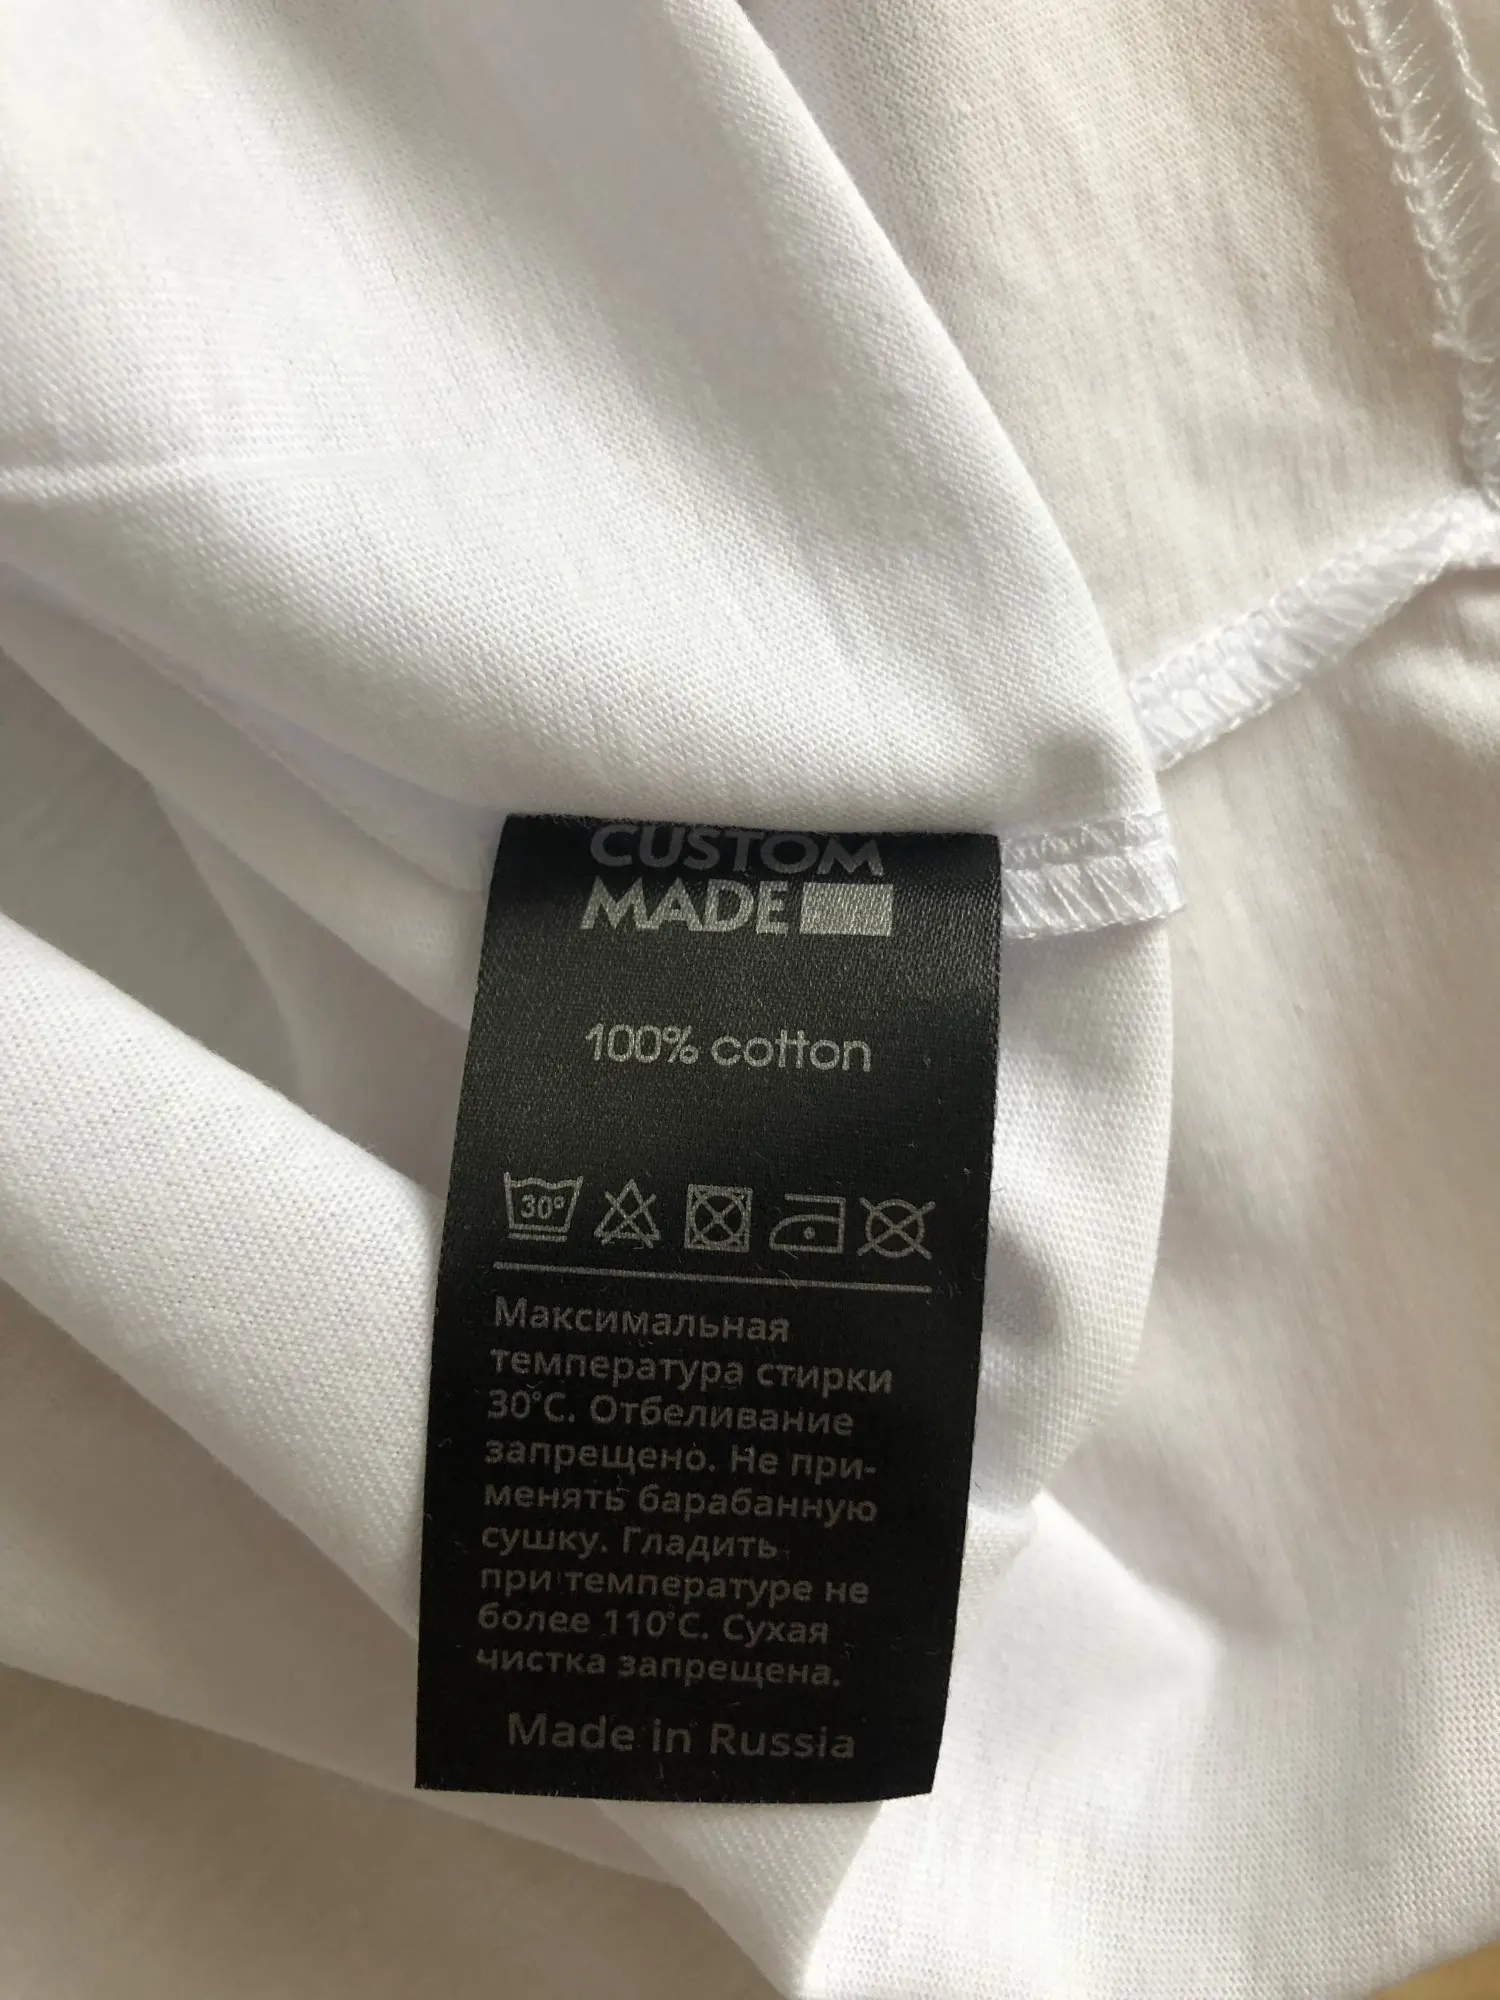 CUSTOM
MADE
100% cotton
30°
Максимальная
температура стирки
30°C. Отбеливание
запрещено. Не при-
менять барабанную
сушку. Гладить
при температуре не
более 110°C. Сухая
чистка запрещена.
Made in Russia